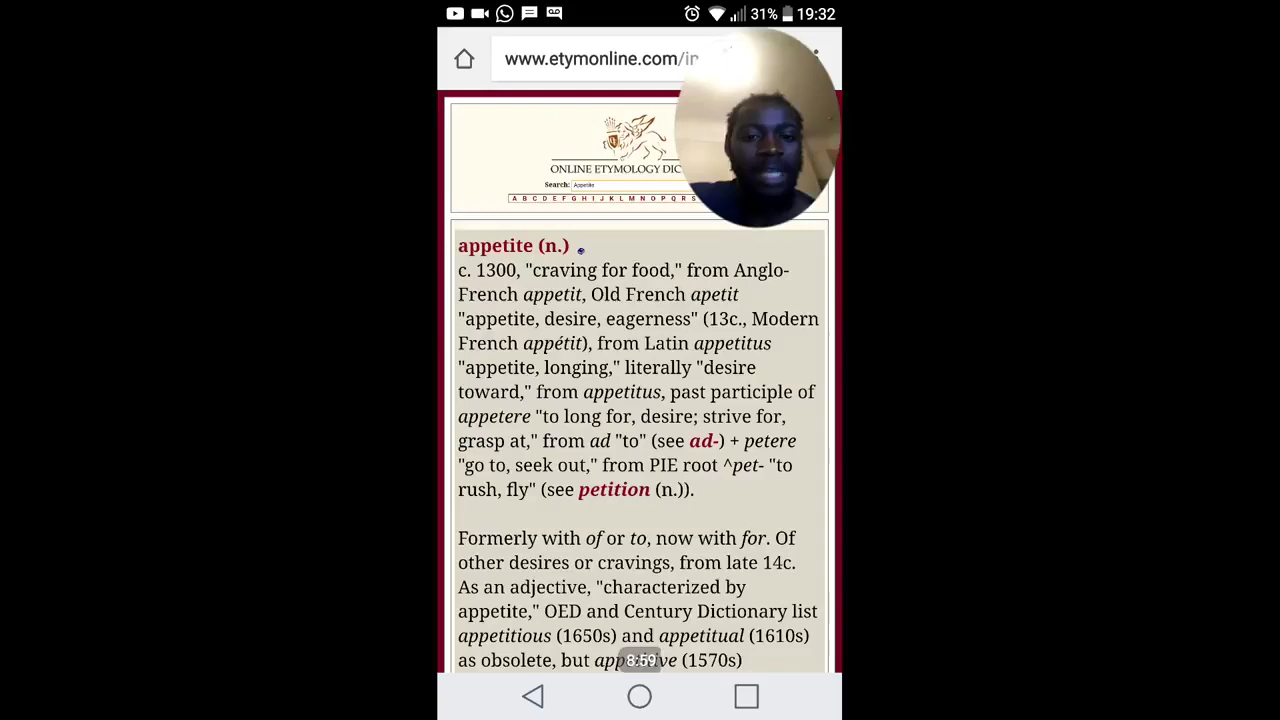 31% 19:32
www.etymonline.com/in
ONLINE ETYMOLOGY DIC
Search: Appetite
A B C D E F G H I J K L M N O P Q R S
appetite (n.)
c. 1300, "craving for food," from Anglo-
French appetit, Old French apetit
"appetite, desire, eagerness" (13c., Modern
French appétit), from Latin appetitus
"appetite, longing," literally "desire
toward," from appetitus, past participle of
appetere "to long for, desire; strive for,
grasp at," from ad "to" (see ad-) + petere
"go to, seek out," from PIE root ^pet- "to
rush, fly" (see petition (n.)).
Formerly with of or to, now with for. Of
other desires or cravings, from late 14c.
As an adjective, "characterized by
appetite," OED and Century Dictionary list
appetitious (1650s) and appetitual (1610s)
as obsolete, but appetitive (1570s)
8:59